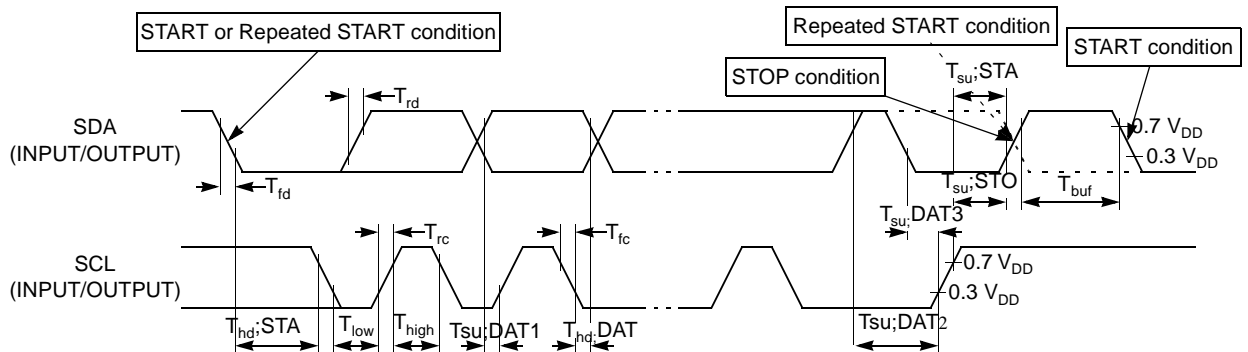 START or Repeated START condition
Repeated START condition
START condition
STOP condition
Tsu;STA
Trd
SDA
(INPUT/OUTPUT)
0.7 VDD
0.3 VDD
Tfd
Tsu;STO
Tbuf
Tsu;DAT3
Trc
Tfc
SCL
(INPUT/OUTPUT)
0.7 VDD
0.3 VDD
Thd;STA
Tlow
Thigh
Tsu;DAT1
Thd;DAT
Tsu;DAT2